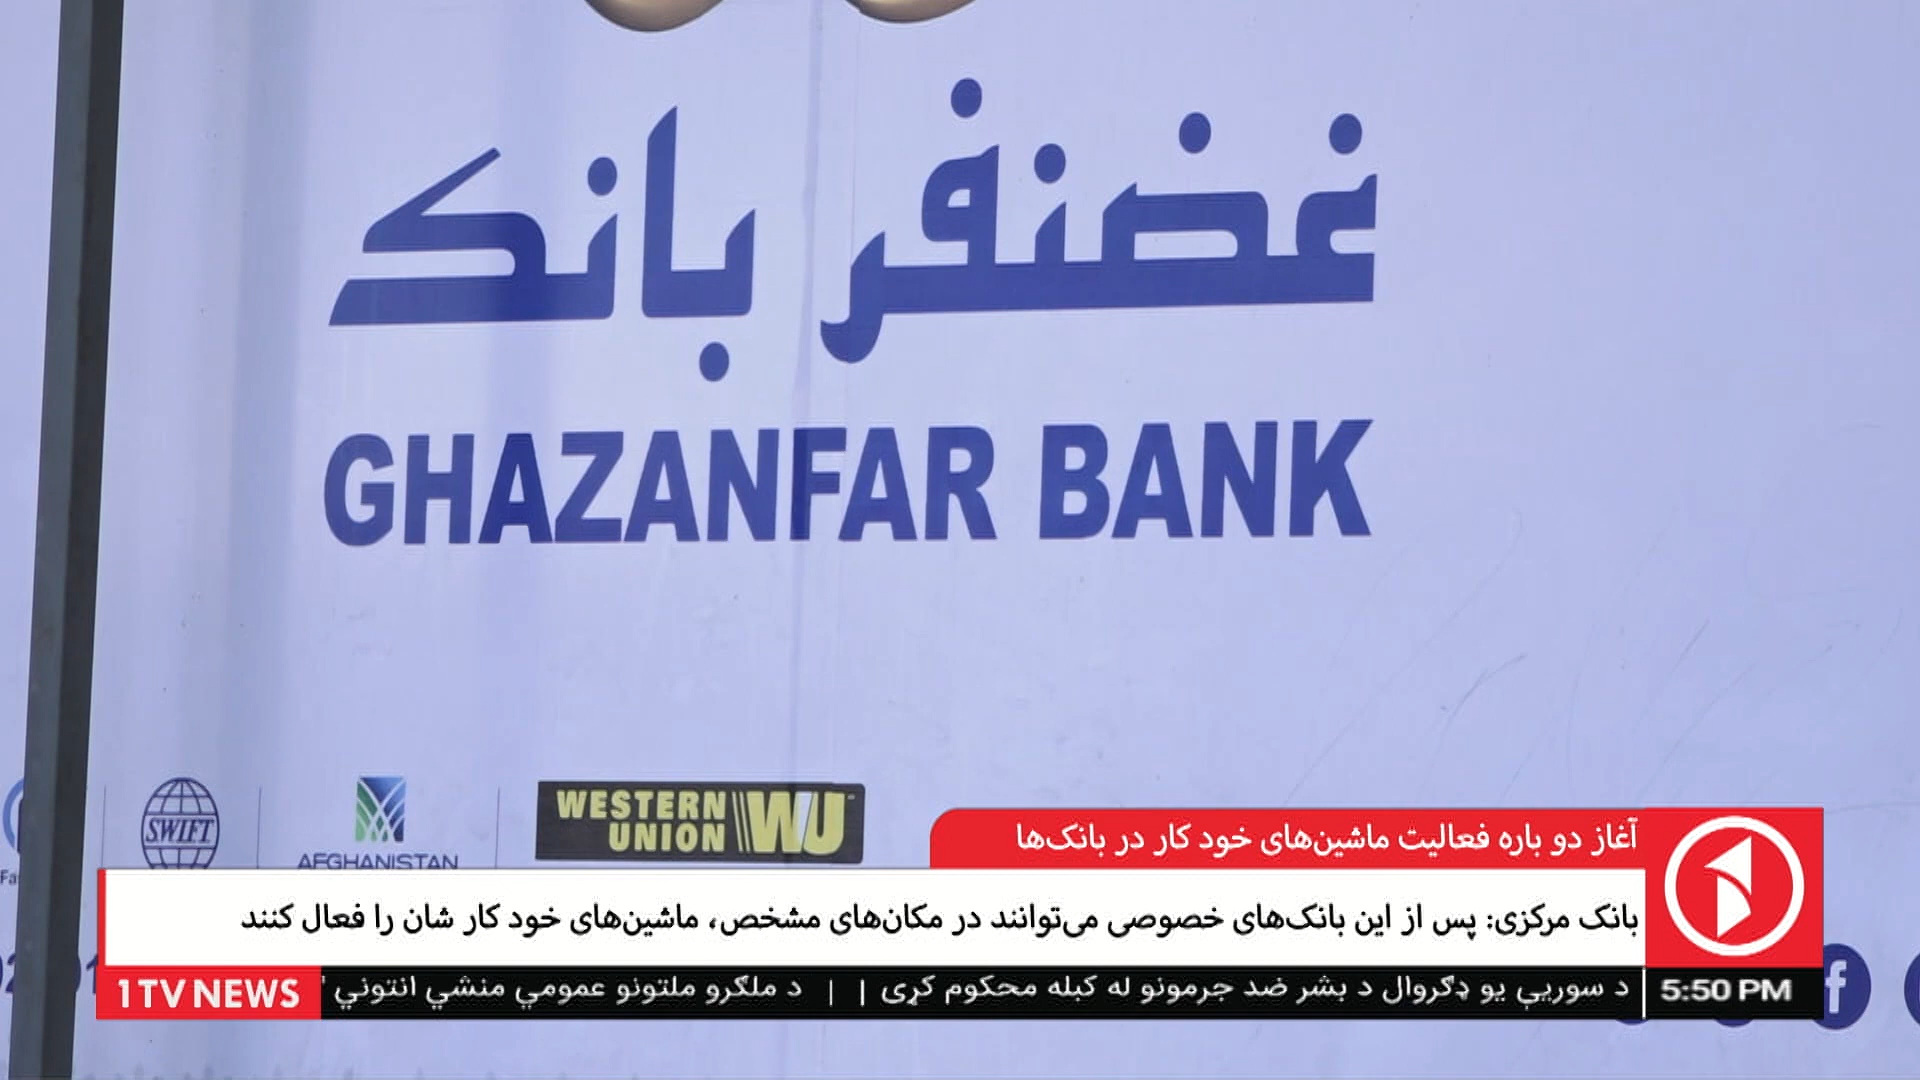 غضنفر بانک
GHAZANFAR BANK
SWIFT
AFGHANISTAN
WESTERN UNION WU
آغاز دو باره فعالیت ماشین‌های خود کار در بانک‌ها
بانک مرکزی: پس از این بانک‌های خصوصی می‌توانند در مکان‌های مشخص، ماشین‌های خود کار شان را فعال کنند
1TV NEWS
د سوریې یو ډګروال د بشر ضد جرمونو له کبله محکوم کړی | | د ملګرو ملتونو عمومي منشي انتوني
5:50 PM